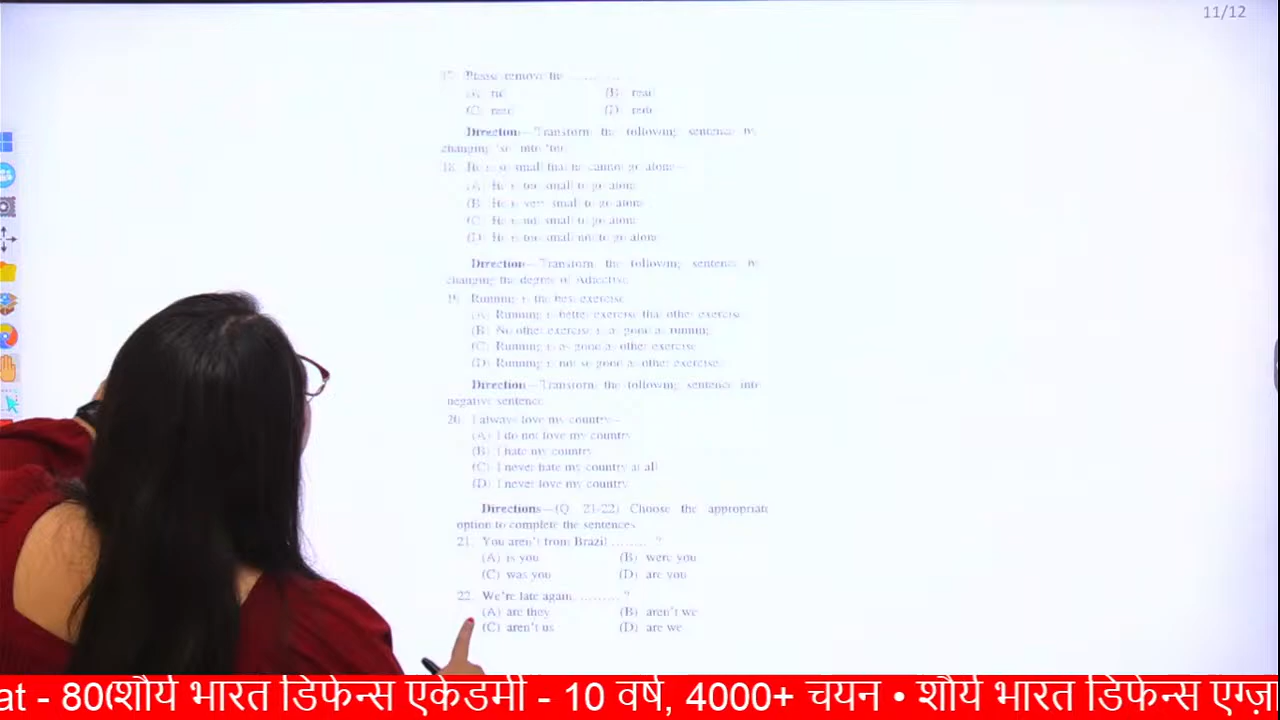 11/12
17. Please remove the ............
(B) rear
Direction—Transform the following sentence by
changing 'so' into 'too'
18. He is so small that he cannot go alone—
(A) He is too small to go alone
(B) He is very small to go alone
(C) He is not small to go alone
(D) He is too small not to go alone
Direction—Transform the following sentence by
changing the degree of Adjective
19. Running is the best exercise
(A) Running is better exercise than other exercise
(B) No other exercise is as good as running
(C) Running is as good as other exercise
(D) Running is not so good as other exercises
Direction—Transform the following sentence into
negative sentence
20. I always love my country—
(A) I do not love my country
(B) I hate my country
(C) I never hate my country at all
(D) I never love my country
Directions—(Q. 21-22) Choose the appropriate
option to complete the sentences
21. You aren't from Brazil ........ ?
(A) is you (B) were you
(C) was you (D) are you
22. We're late again, ......... ?
(A) are they (B) aren't we
(C) aren't us (D) are we
at - 80 शौर्य भारत डिफेन्स एकेडमी - 10 वर्ष, 4000+ चयन • शौर्य भारत डिफेन्स